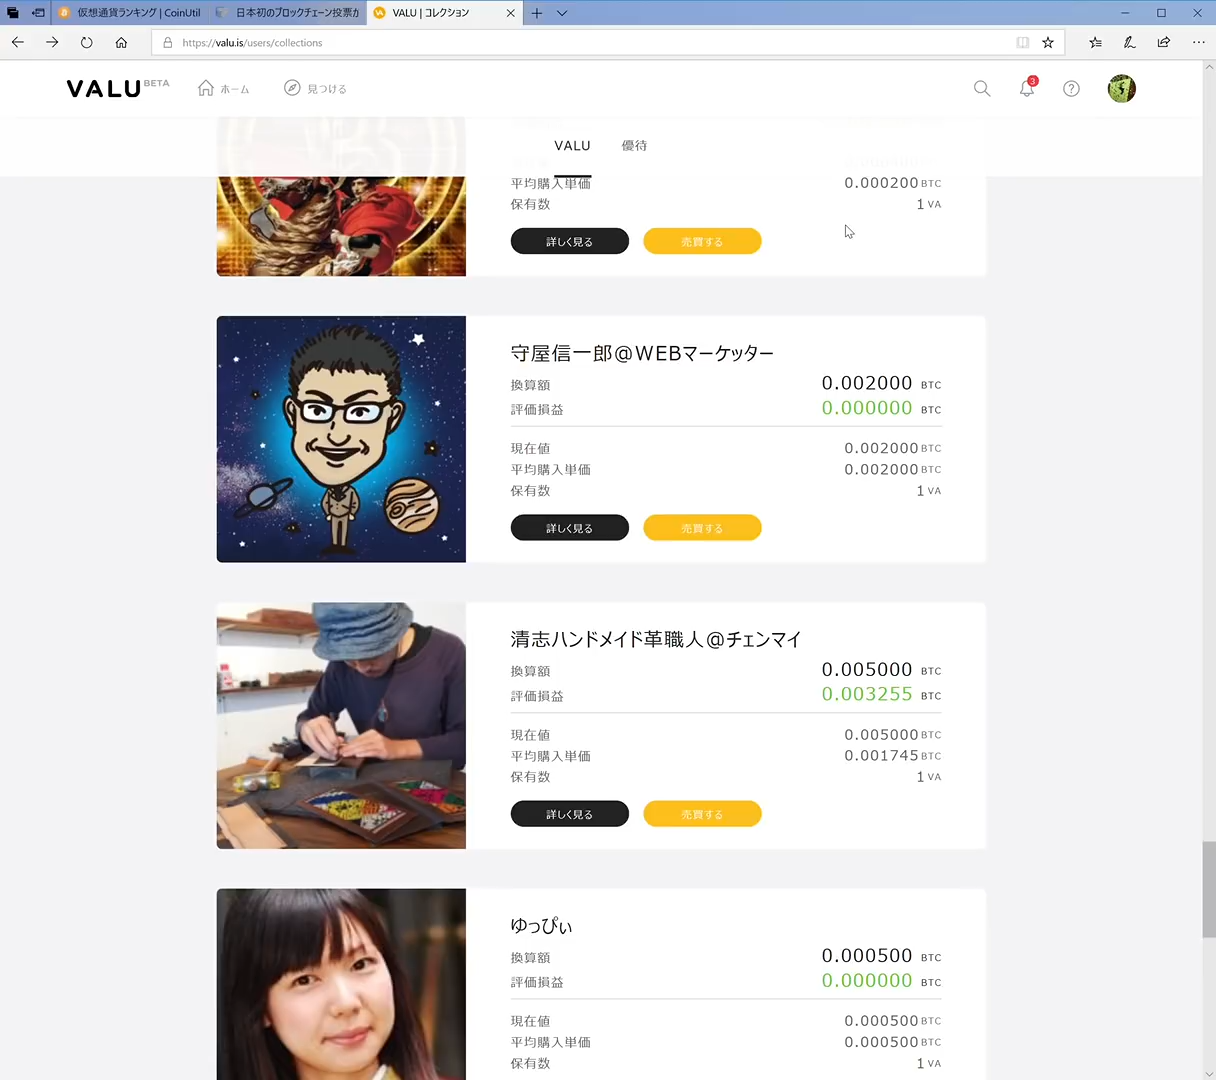 仮想通貨ランキング | CoinUtil
日本初のブロックチェーン投票か
VALU | コレクション
https://valu.is/users/collections
VALU BETA
ホーム
見つける
3
VALU
優待
平均購入単価 0.000200 BTC
保有数 1 VA
詳しく見る
売買する
守屋信一郎@WEBマーケッター
換算額 0.002000 BTC
評価損益 0.000000 BTC
現在値 0.002000 BTC
平均購入単価 0.002000 BTC
保有数 1 VA
詳しく見る
売買する
清志ハンドメイド革職人@チェンマイ
換算額 0.005000 BTC
評価損益 0.003255 BTC
現在値 0.005000 BTC
平均購入単価 0.001745 BTC
保有数 1 VA
詳しく見る
売買する
ゆっぴぃ
換算額 0.000500 BTC
評価損益 0.000000 BTC
現在値 0.000500 BTC
平均購入単価 0.000500 BTC
保有数 1 VA